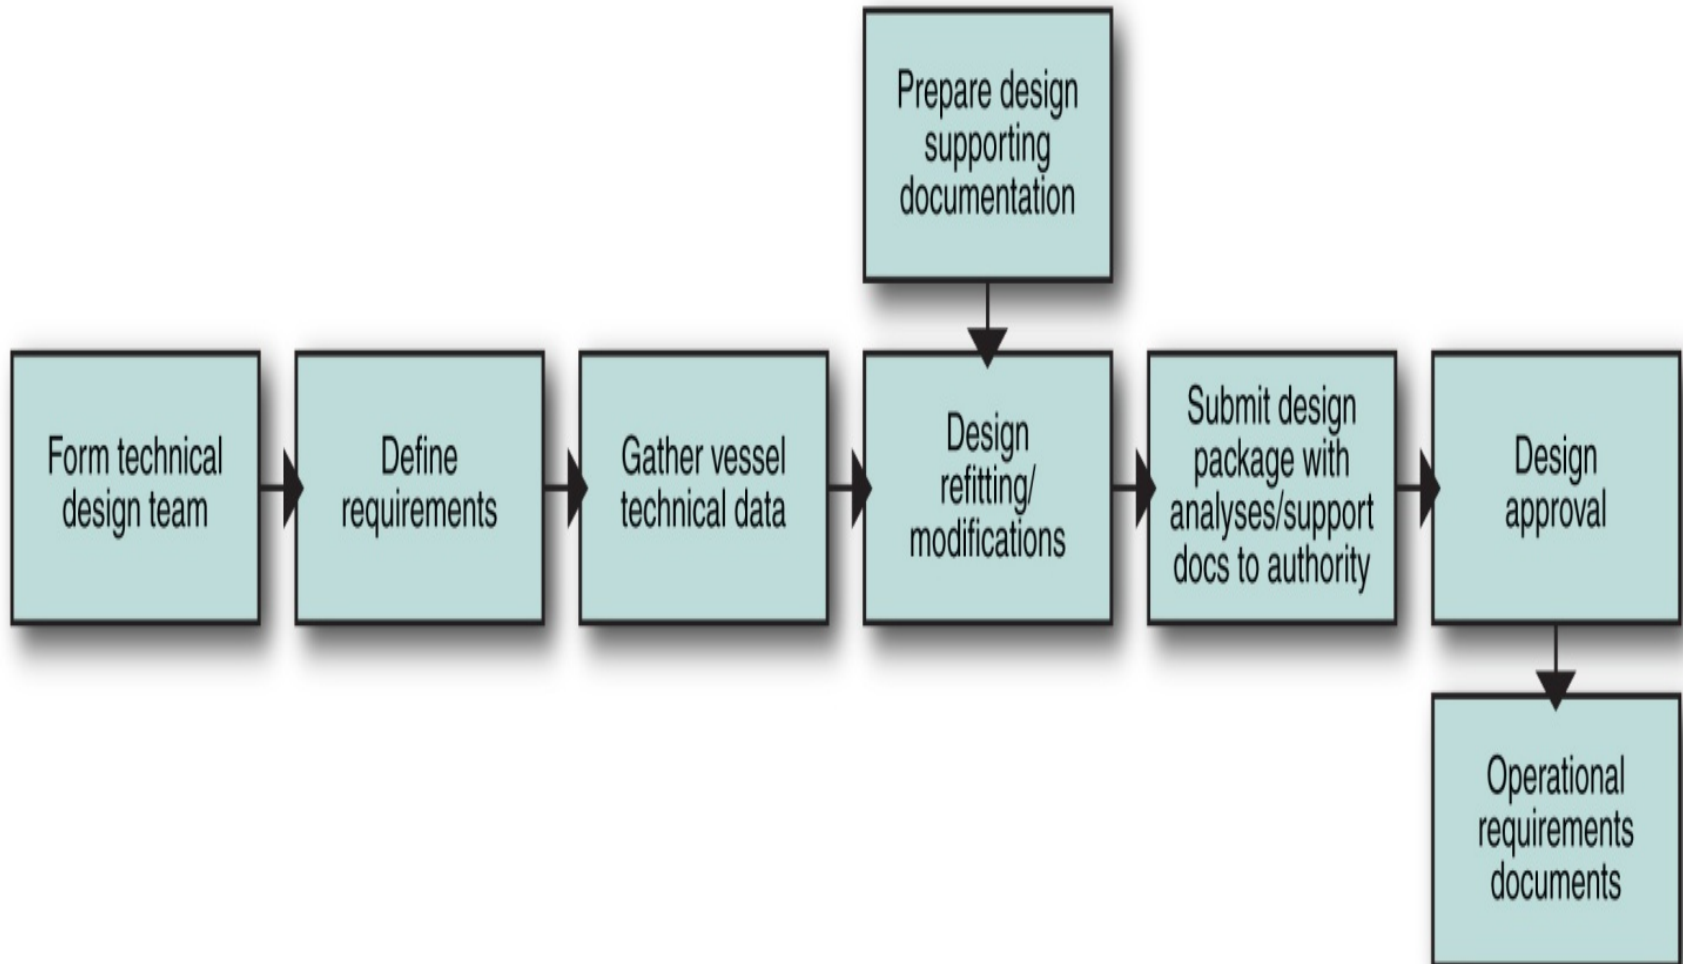 Prepare design
supporting
documentation
Form technical
design team
Define
requirements
Gather vessel
technical data
Design
refitting/
modifications
Submit design
package with
analyses/support
docs to authority
Design
approval
Operational
requirements
documents